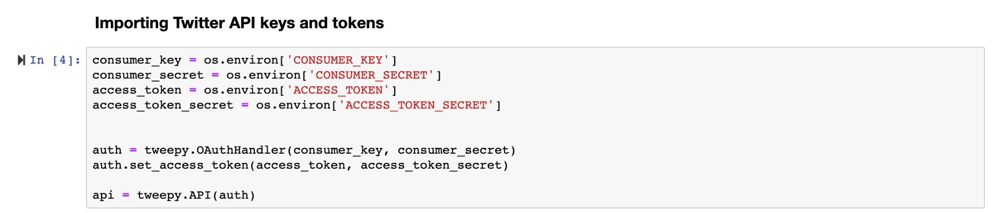 Importing Twitter API keys and tokens
In [4]:
consumer_key = os.environ['CONSUMER_KEY']
consumer_secret = os.environ['CONSUMER_SECRET']
access_token = os.environ['ACCESS_TOKEN']
access_token_secret = os.environ['ACCESS_TOKEN_SECRET']
auth = tweepy.OAuthHandler(consumer_key, consumer_secret)
auth.set_access_token(access_token, access_token_secret)
api = tweepy.API(auth)